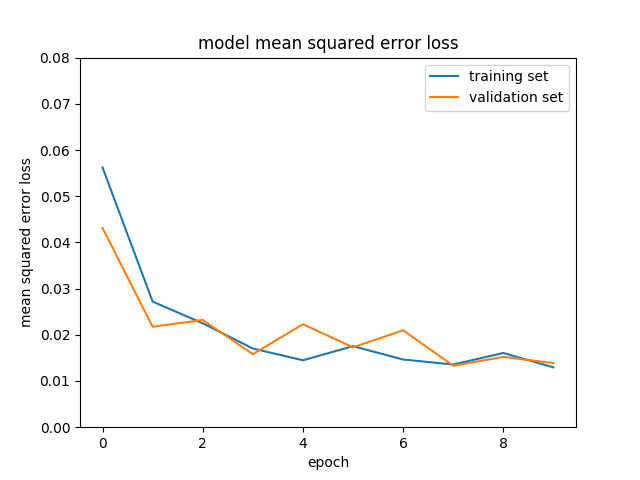 model mean squared error loss
training set
validation set
0.08
0.07
0.06
0.05
0.04
0.03
0.02
0.01
0.00
mean squared error loss
0 2 4 6 8
epoch